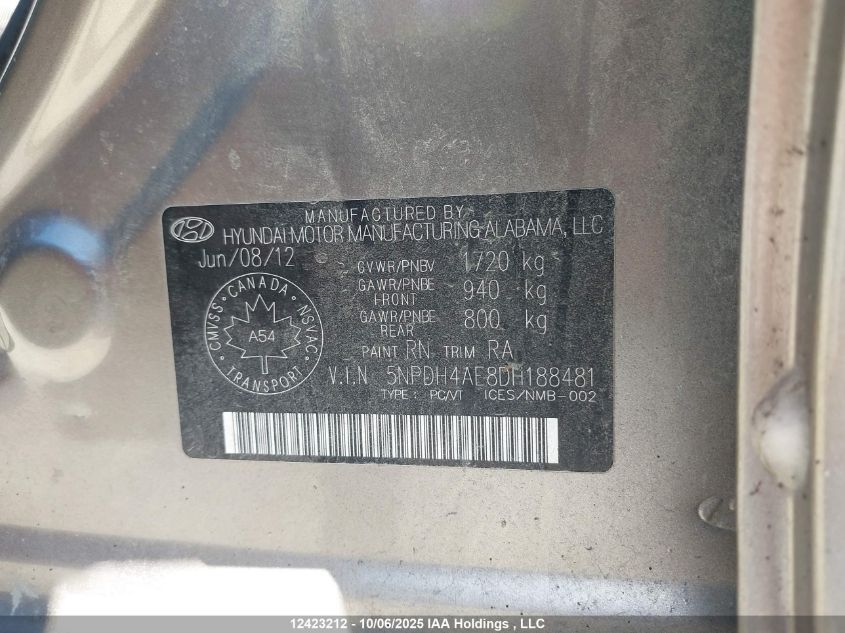 MANUFACTURED BY
HYUNDAI MOTOR MANUFACTURING ALABAMA, LLC
Jun/08/12
GVWR/PNBV 1720 kg
GAWR/PNBE FRONT 940 kg
GAWR/PNBE REAR 800 kg
PAINT RN TRIM RA
CMVSS CANADA NSVAC
A54
TRANSPORT
V.I.N 5NPDH4AE8DH188481
TYPE : PC/VT ICES/NMB-002
12423212 - 10/06/2025 IAA Holdings , LLC